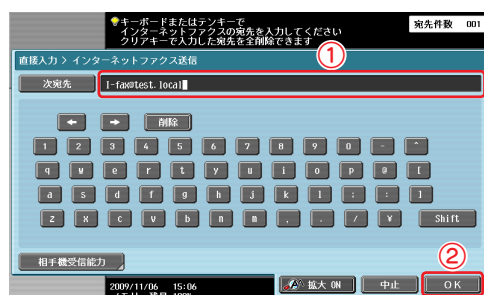 キーボードまたはテンキーで
インターネットファクスの宛先を入力してください
クリアキーで入力した宛先を全削除できます
宛先件数 001
直接入力 > インターネットファクス送信
①
次宛先 I-fax@test.local
← → 削除
1 2 3 4 5 6 7 8 9 0 - ^
q w e r t y u i o p @ [
a s d f g h j k l ; : ]
z x c v b n m , . / ¥ Shift
相手機受信能力
②
2009/11/06 15:06
拡大 ON 中止 OK